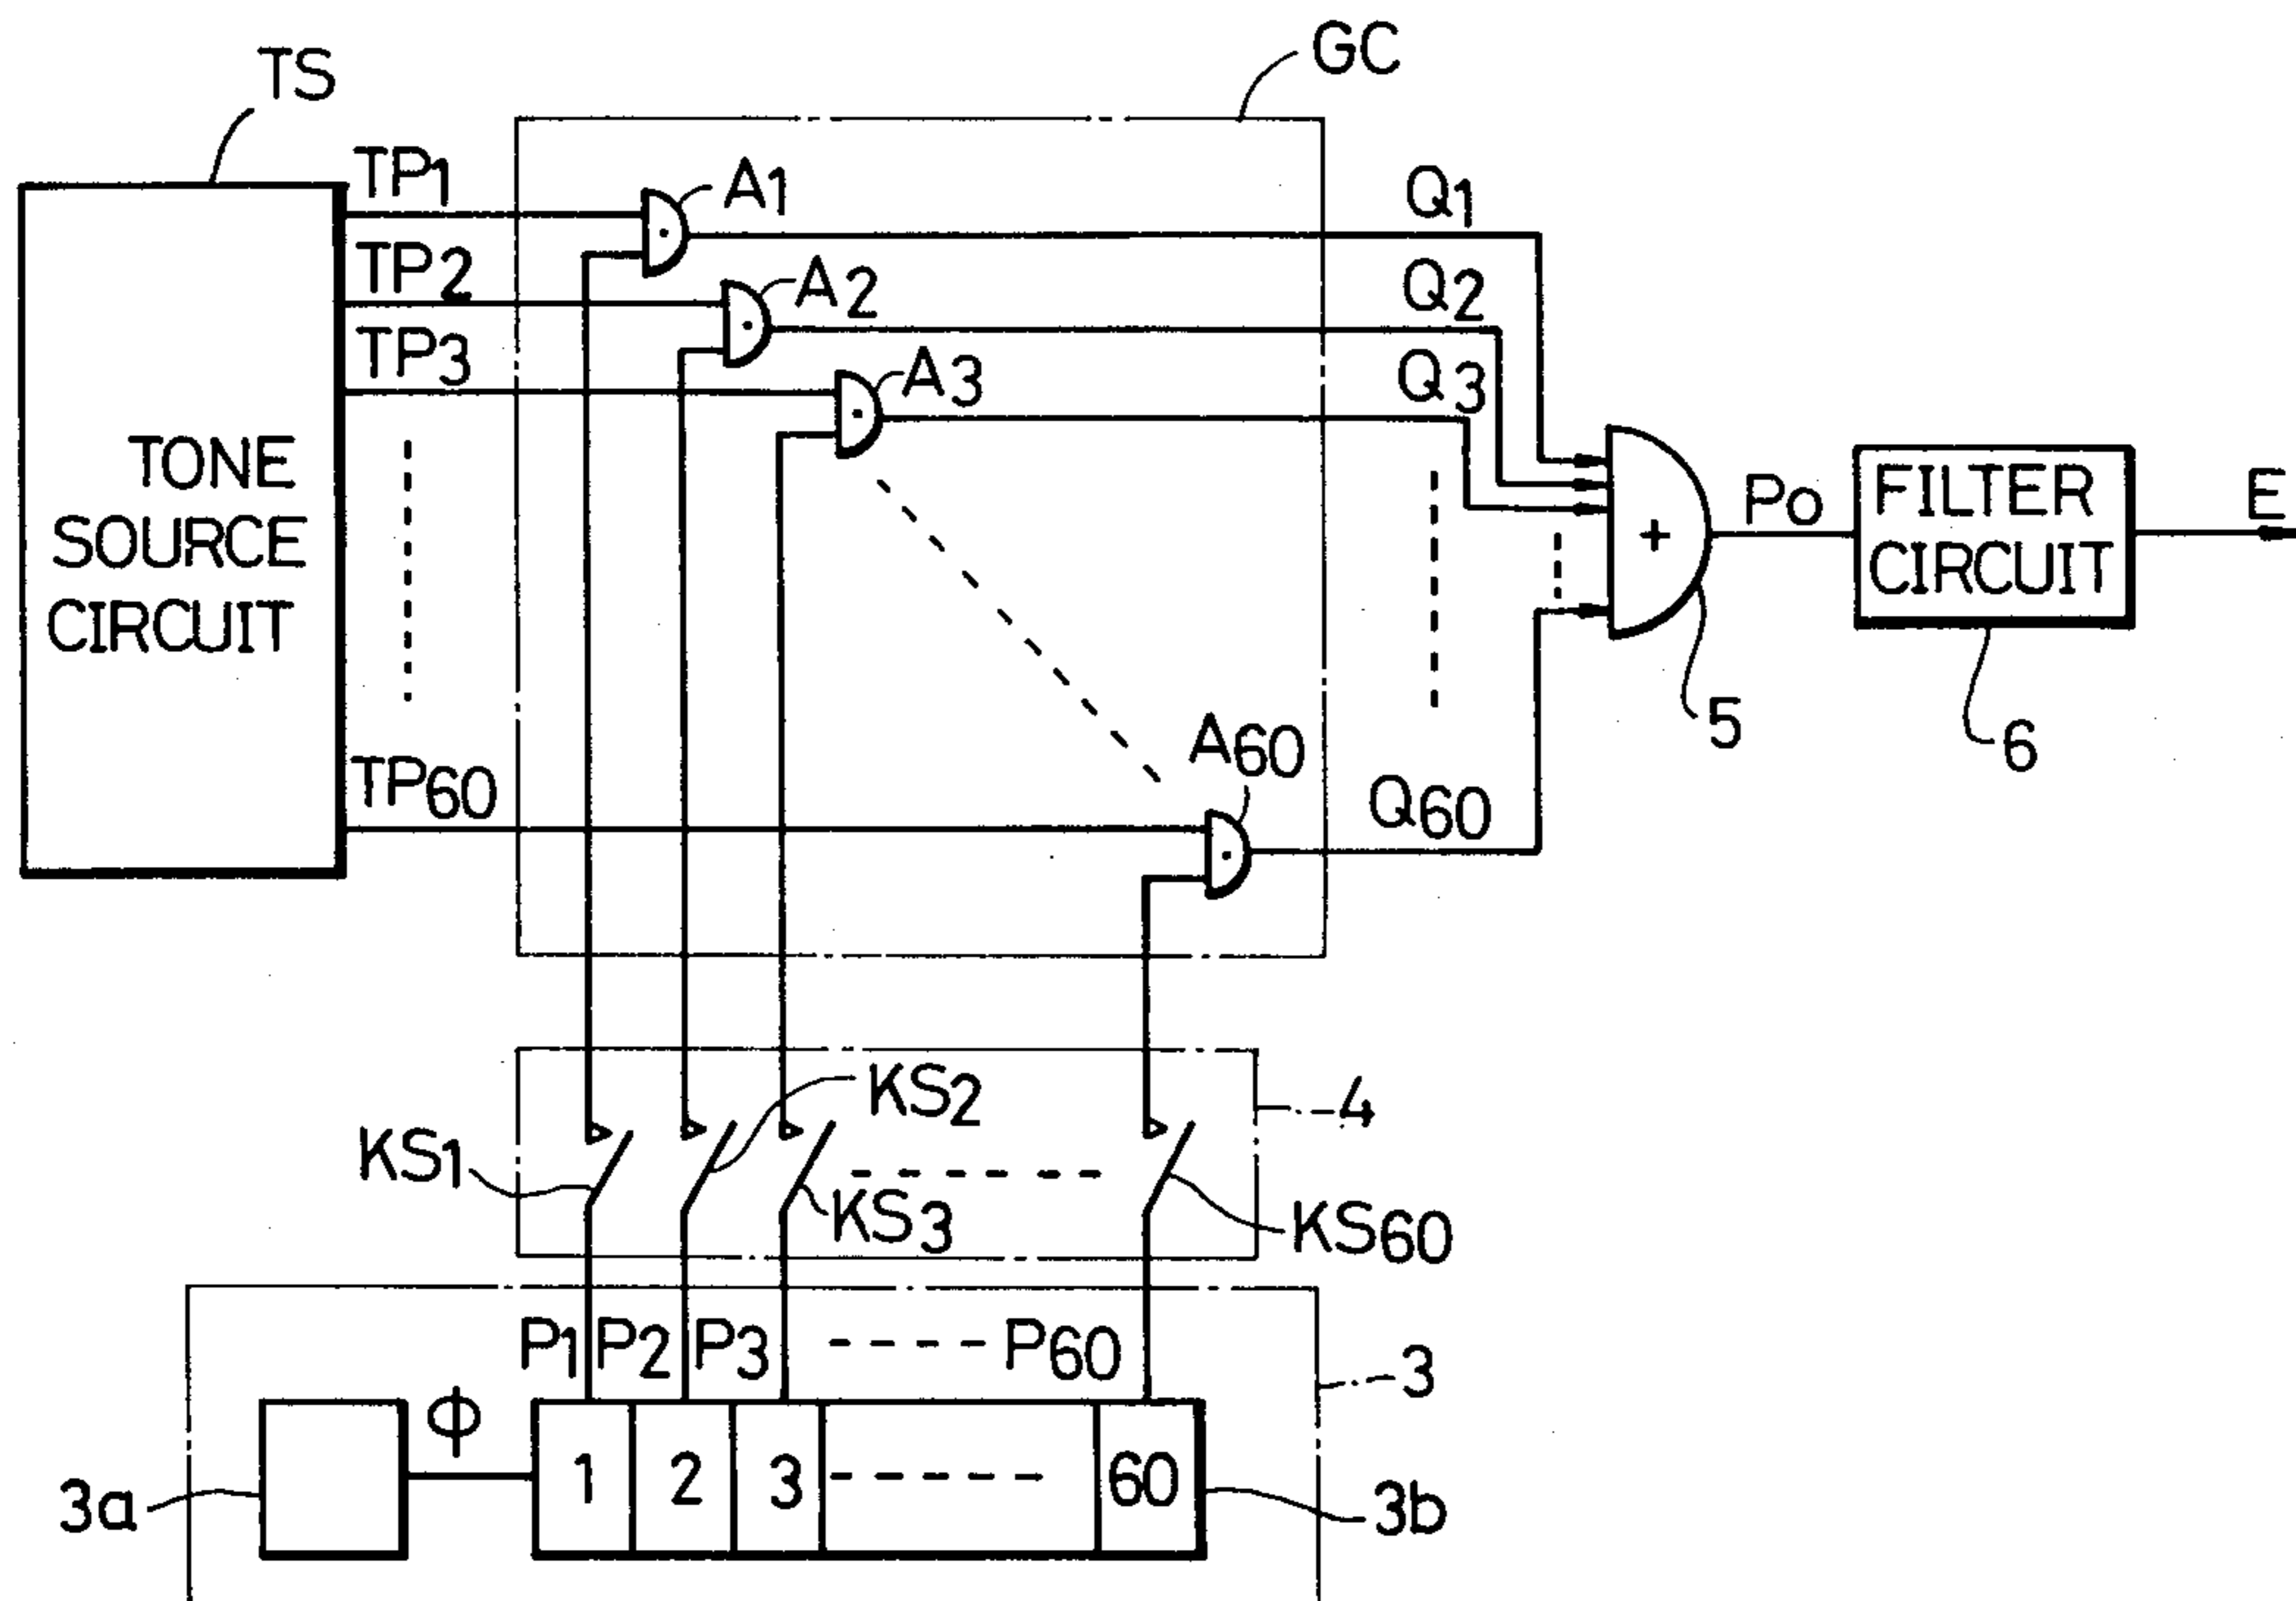 GC
TS
TP1
A1
Q1
TP2
A2
Q2
TP3
A3
Q3
TONE
SOURCE
CIRCUIT
+
Po
FILTER
CIRCUIT
E
5
6
A60
TP60
Q60
KS2
4
KS1
KS3
KS60
P1 P2 P3 P60
3
Φ
1 2 3 60
3a
3b